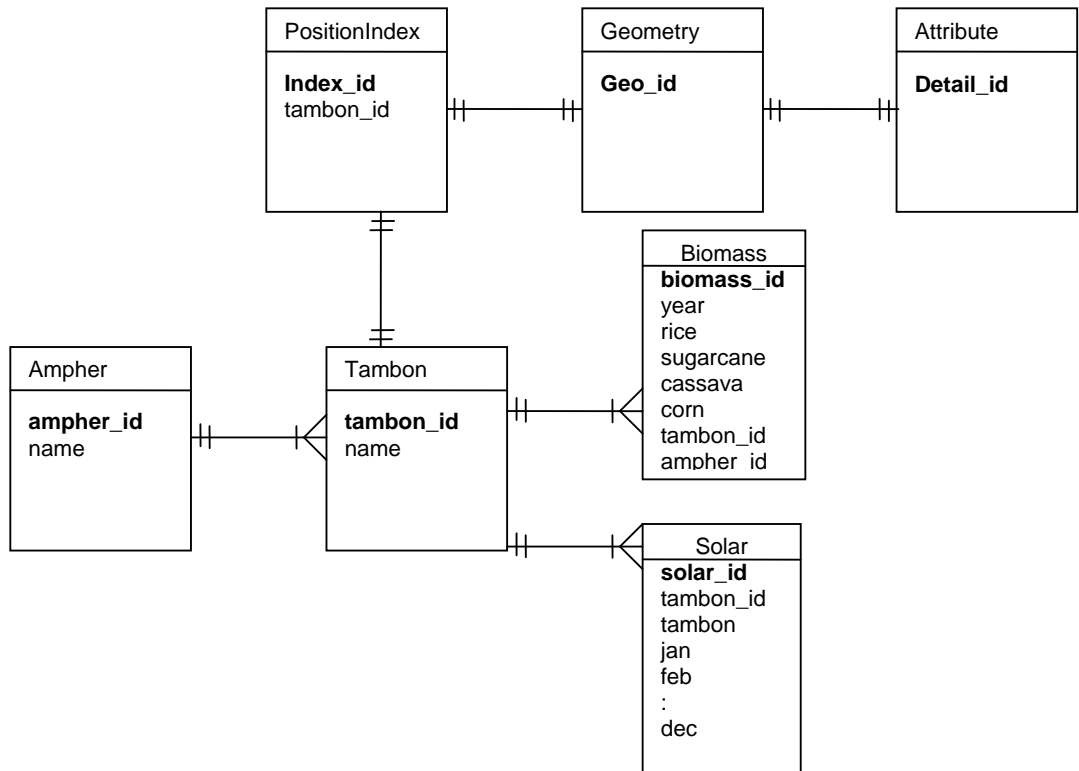 PositionIndex
Index_id
tambon_id
Geometry
Geo_id
Attribute
Detail_id
Ampher
ampher_id
name
Tambon
tambon_id
name
Biomass
biomass_id
year
rice
sugarcane
cassava
corn
tambon_id
ampher_id
Solar
solar_id
tambon_id
tambon
jan
feb
:
dec